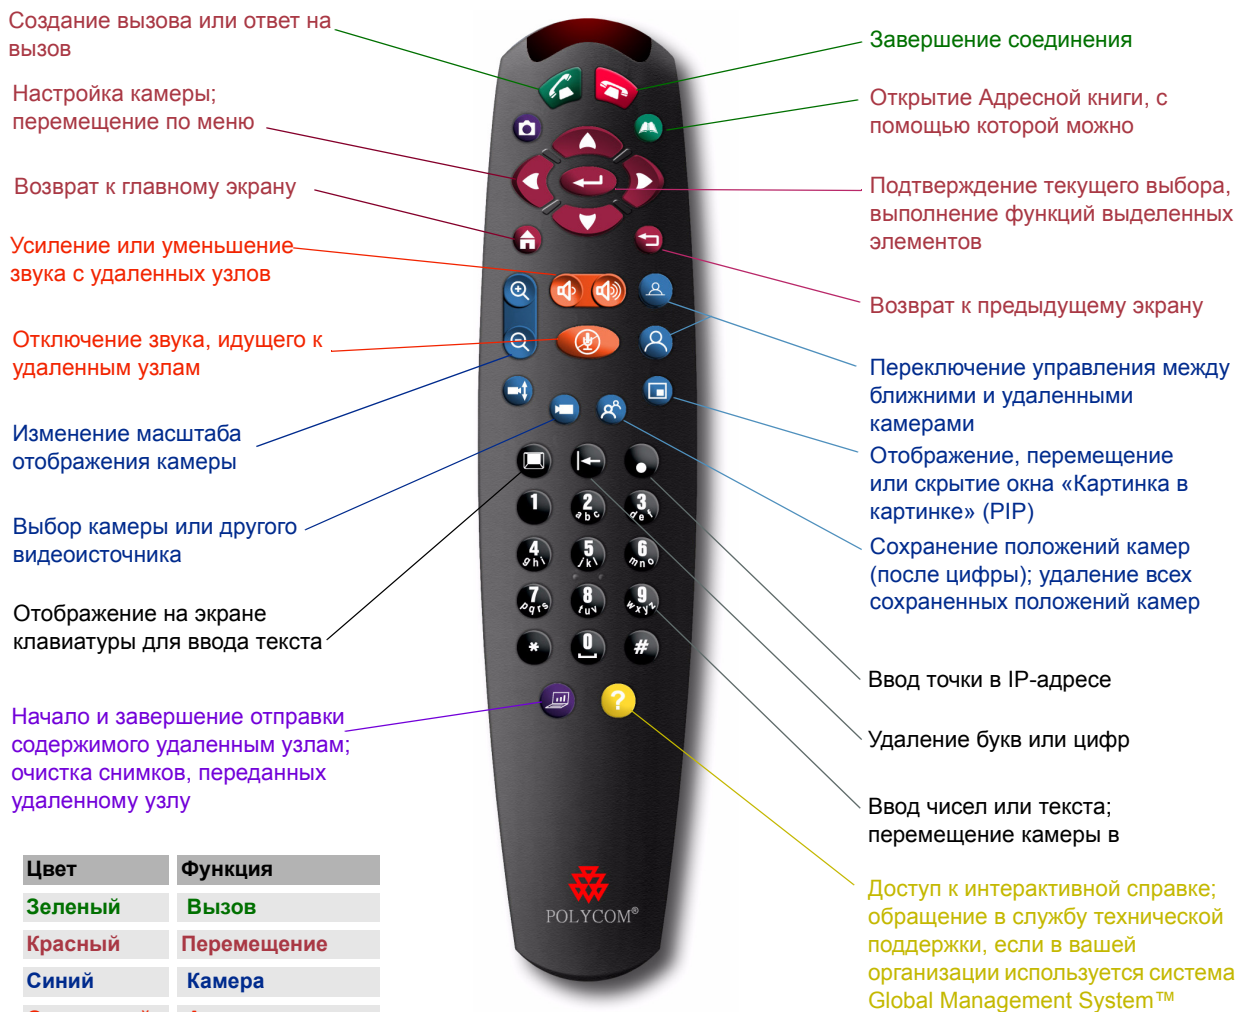 Создание вызова или ответ на
вызов
Настройка камеры;
перемещение по меню
Возврат к главному экрану
Усиление или уменьшение
звука с удаленных узлов
Отключение звука, идущего к
удаленным узлам
Изменение масштаба
отображения камеры
Выбор камеры или другого
видеоисточника
Отображение на экране
клавиатуры для ввода текста
Начало и завершение отправки
содержимого удаленным узлам;
очистка снимков, переданных
удаленному узлу
Цвет Функция
Зеленый Вызов
Красный Перемещение
Синий Камера
?
1
2 abc
3 def
4 ghi
5 jkl
6 mno
7 pqrs
8 tuv
9 wxyz
*
0
#
POLYCOM®
Завершение соединения
Открытие Адресной книги, с
помощью которой можно
Подтверждение текущего выбора,
выполнение функций выделенных
элементов
Возврат к предыдущему экрану
Переключение управления между
ближними и удаленными
камерами
Отображение, перемещение
или скрытие окна «Картинка в
картинке» (PIP)
Сохранение положений камер
(после цифры); удаление всех
сохраненных положений камер
Ввод точки в IP-адресе
Удаление букв или цифр
Ввод чисел или текста;
перемещение камеры в
Доступ к интерактивной справке;
обращение в службу технической
поддержки, если в вашей
организации используется система
Global Management System™